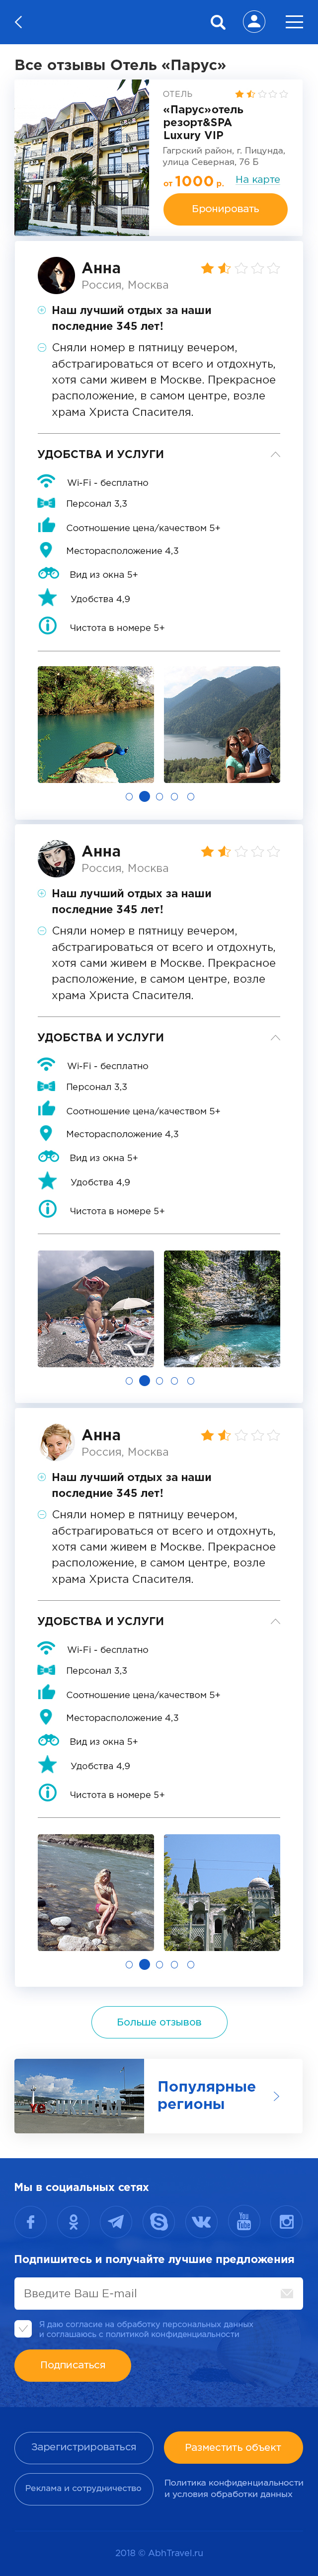 Все отзывы Отель «Парус»
ОТЕЛЬ
«Парус»отель
резорт&SPA
Luxury VIP
Гагрский район, г. Пицунда,
улица Северная, 76 Б
от 1000 р.
На карте
Бронировать
Анна
Россия, Москва
Наш лучший отдых за наши
последние 345 лет!
Сняли номер в пятницу вечером,
абстрагироваться от всего и отдохнуть,
хотя сами живем в Москве. Прекрасное
расположение, в самом центре, возле
храма Христа Спасителя.
УДОБСТВА И УСЛУГИ
Wi-Fi - бесплатно
Персонал 3,3
Соотношение цена/качеством 5+
Месторасположение 4,3
Вид из окна 5+
Удобства 4,9
Чистота в номере 5+
Анна
Россия, Москва
Наш лучший отдых за наши
последние 345 лет!
Сняли номер в пятницу вечером,
абстрагироваться от всего и отдохнуть,
хотя сами живем в Москве. Прекрасное
расположение, в самом центре, возле
храма Христа Спасителя.
УДОБСТВА И УСЛУГИ
Wi-Fi - бесплатно
Персонал 3,3
Соотношение цена/качеством 5+
Месторасположение 4,3
Вид из окна 5+
Удобства 4,9
Чистота в номере 5+
Анна
Россия, Москва
Наш лучший отдых за наши
последние 345 лет!
Сняли номер в пятницу вечером,
абстрагироваться от всего и отдохнуть,
хотя сами живем в Москве. Прекрасное
расположение, в самом центре, возле
храма Христа Спасителя.
УДОБСТВА И УСЛУГИ
Wi-Fi - бесплатно
Персонал 3,3
Соотношение цена/качеством 5+
Месторасположение 4,3
Вид из окна 5+
Удобства 4,9
Чистота в номере 5+
Больше отзывов
Популярные
регионы
Мы в социальных сетях
You
Tube
Подпишитесь и получайте лучшие предложения
Введите Ваш E-mail
Я даю согласие на обработку персональных данных
и соглашаюсь с политикой конфиденциальности
Подписаться
Зарегистрироваться
Разместить объект
Реклама и сотрудничество
Политика конфиденциальности
и условия обработки данных
2018 © AbhTravel.ru